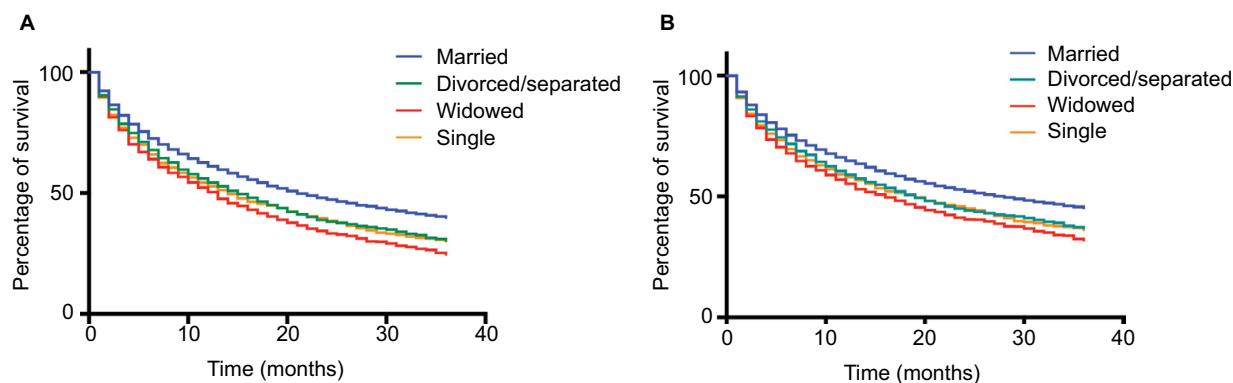 A
Percentage of survival
100
50
0
0 10 20 30 40
Time (months)
Married
Divorced/separated
Widowed
Single
B
Percentage of survival
100
50
0
0 10 20 30 40
Time (months)
Married
Divorced/separated
Widowed
Single